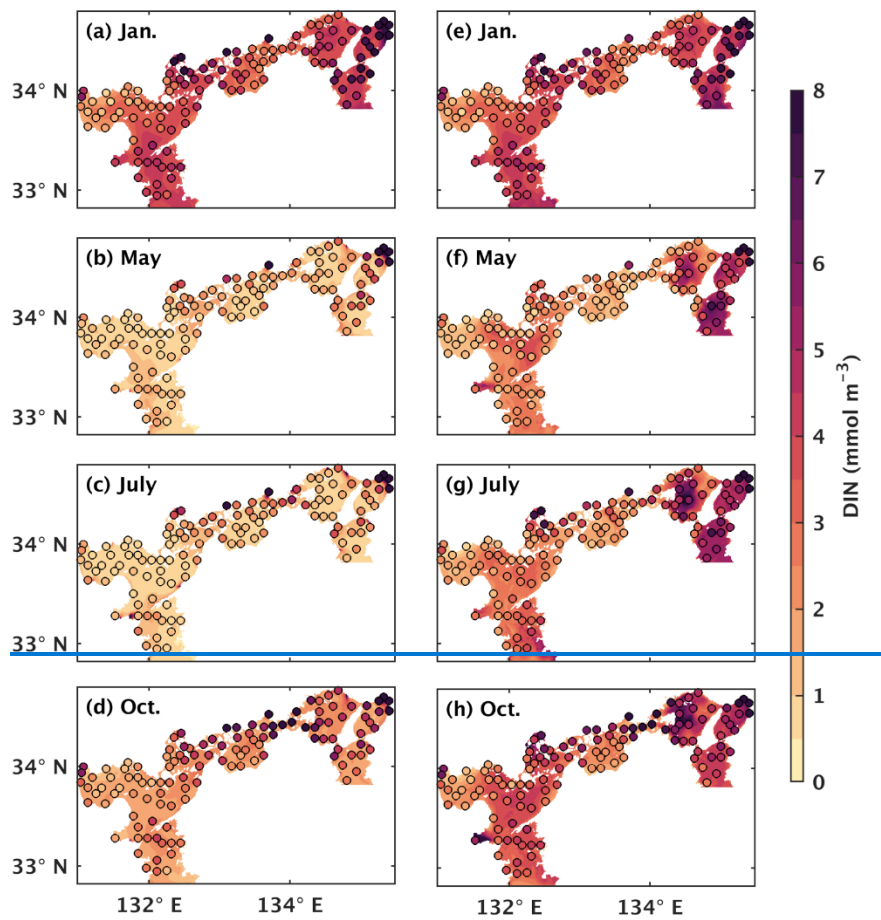 (a) Jan.
(e) Jan.
34° N
33° N
(b) May
(f) May
34° N
33° N
(c) July
(g) July
34° N
33° N
(d) Oct.
(h) Oct.
34° N
33° N
132° E
134° E
132° E
134° E
8
7
6
5
4
3
2
1
0
DIN (mmol m⁻³)